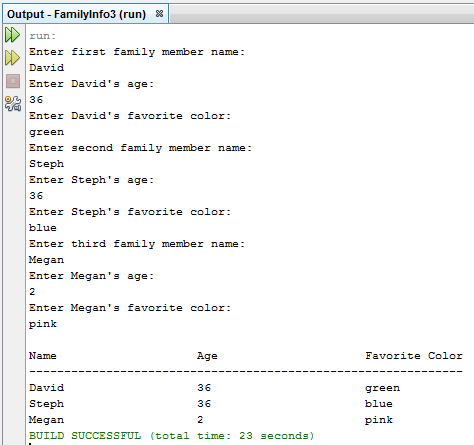 Output - FamilyInfo3 (run)
run:
Enter first family member name:
David
Enter David's age:
36
Enter David's favorite color:
green
Enter second family member name:
Steph
Enter Steph's age:
36
Enter Steph's favorite color:
blue
Enter third family member name:
Megan
Enter Megan's age:
2
Enter Megan's favorite color:
pink
Name Age Favorite Color
--------------------------------------------------------------
David 36 green
Steph 36 blue
Megan 2 pink
BUILD SUCCESSFUL (total time: 23 seconds)